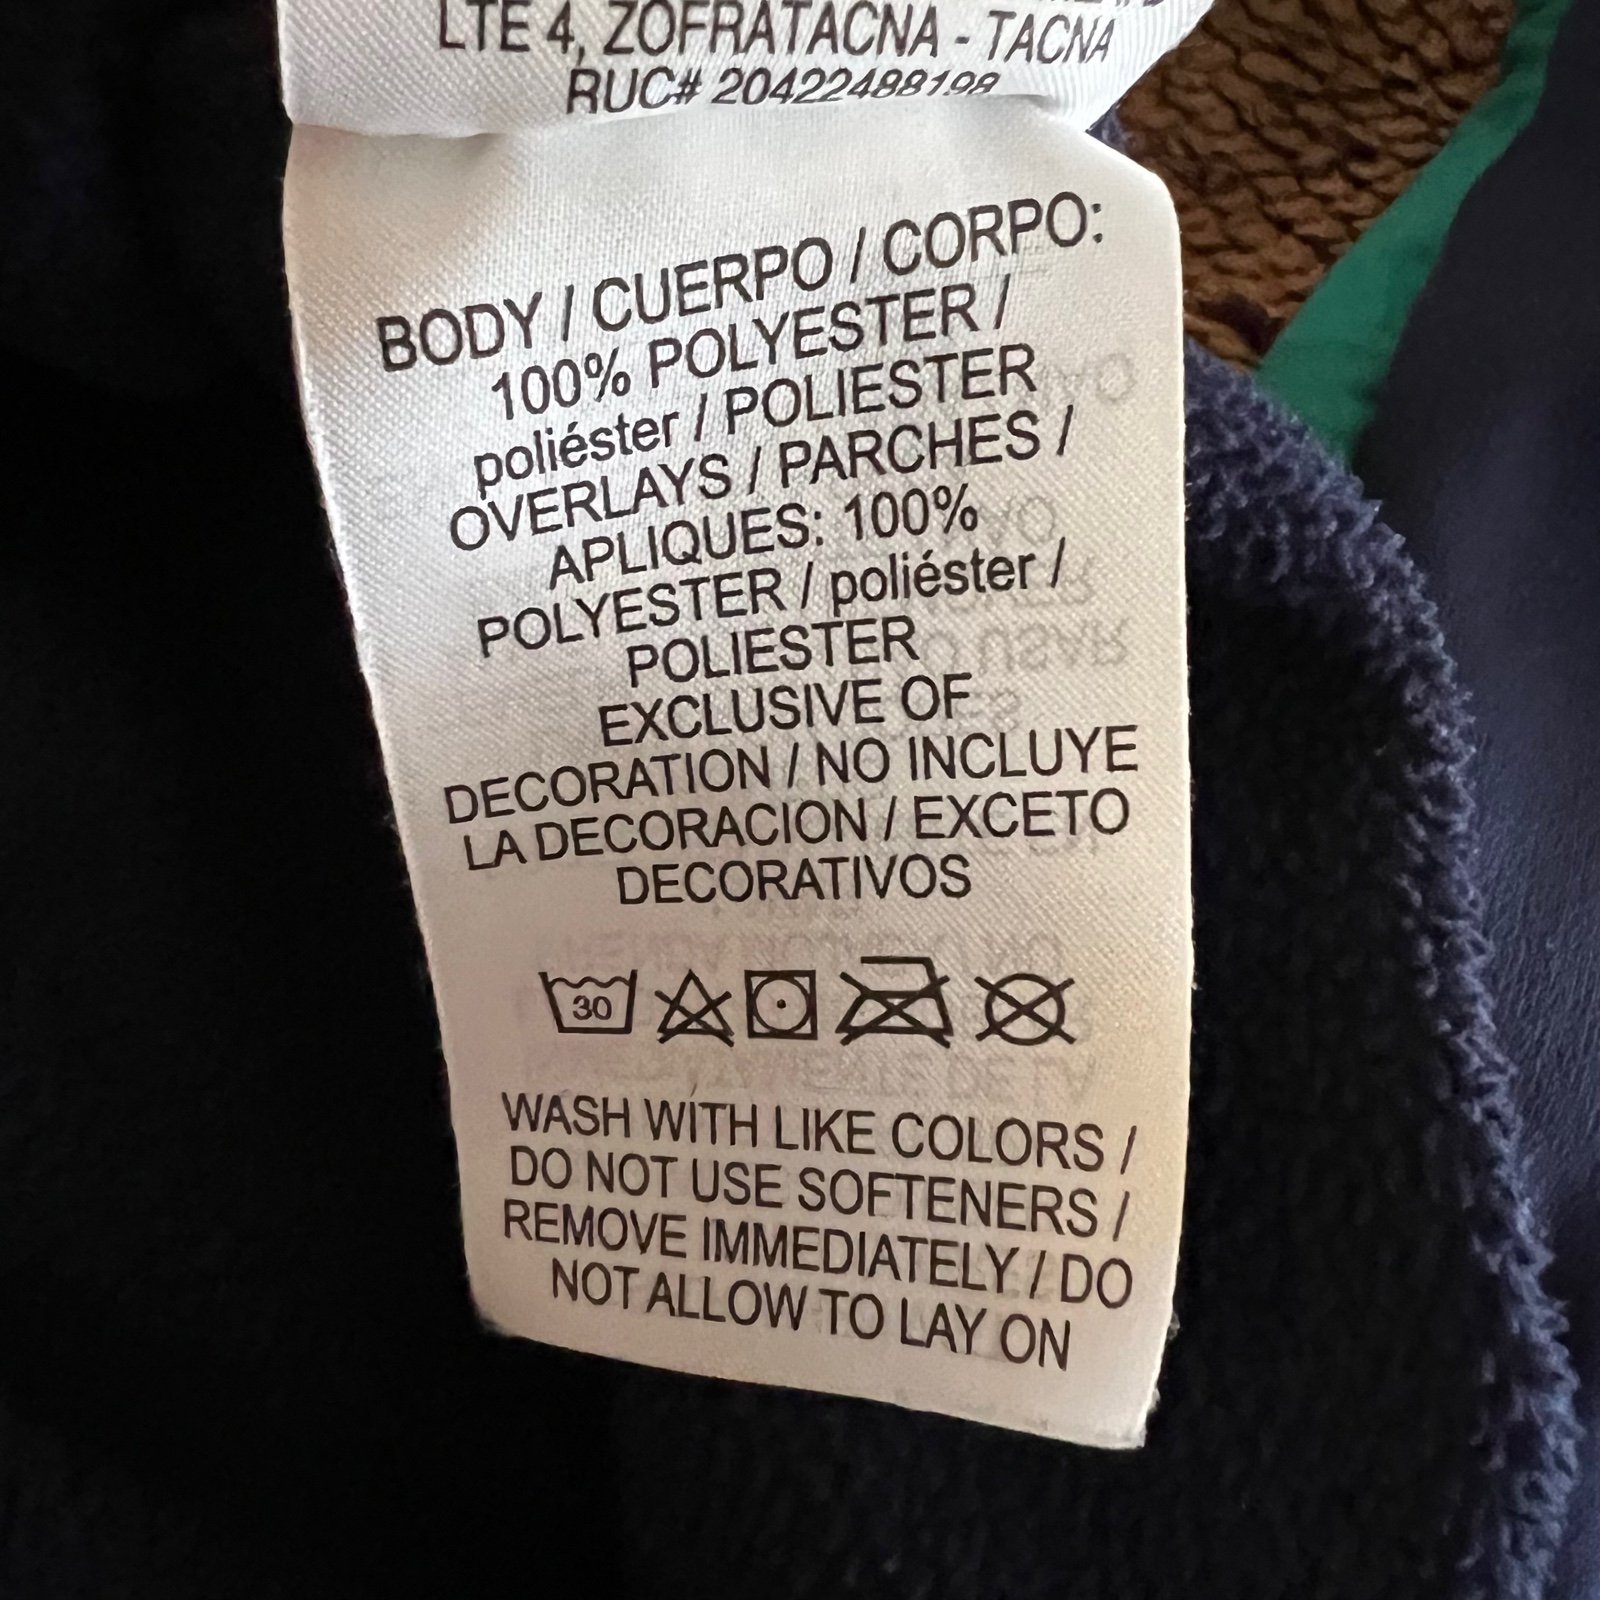 LTE 4, ZOFRATACNA - TACNA
RUC# 20422488198
BODY / CUERPO / CORPO:
100% POLYESTER /
poliéster / POLIESTER
OVERLAYS / PARCHES /
APLIQUES: 100%
POLYESTER / poliéster /
POLIESTER
EXCLUSIVE OF
DECORATION / NO INCLUYE
LA DECORACION / EXCETO
DECORATIVOS
30
WASH WITH LIKE COLORS /
DO NOT USE SOFTENERS /
REMOVE IMMEDIATELY / DO
NOT ALLOW TO LAY ON